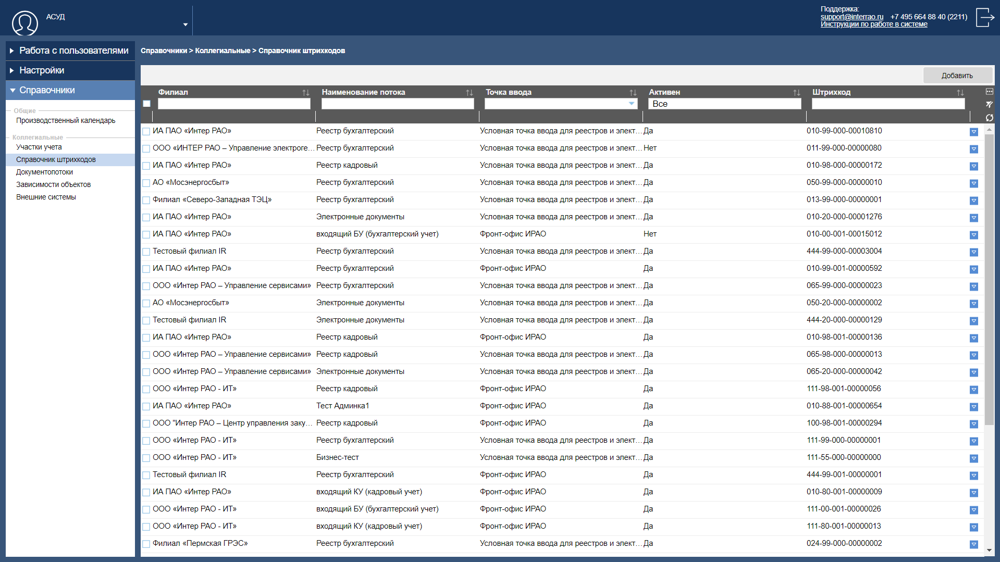 АСУД
Поддержка:
support@interrao.ru +7 495 664 88 40 (2211)
Инструкции по работе в системе
Работа с пользователями
Настройки
Справочники
Общие
Производственный календарь
Коллегиальные
Участки учета
Справочник штрихкодов
Документопотоки
Зависимости объектов
Внешние системы
Справочники > Коллегиальные > Справочник штрихкодов
Добавить
Филиал Наименование потока Точка ввода Активен Штрихкод
Все
ИА ПАО «Интер РАО» Реестр бухгалтерский Условная точка ввода для реестров и элект... Да 010-99-000-00010810
ООО «ИНТЕР РАО – Управление электроге... Реестр бухгалтерский Условная точка ввода для реестров и элект... Нет 011-99-000-00000080
ИА ПАО «Интер РАО» Реестр кадровый Условная точка ввода для реестров и элект... Да 010-98-000-00000172
АО «Мосэнергосбыт» Реестр бухгалтерский Условная точка ввода для реестров и элект... Да 050-99-000-00000010
Филиал «Северо-Западная ТЭЦ» Реестр бухгалтерский Условная точка ввода для реестров и элект... Да 013-99-000-00000001
ИА ПАО «Интер РАО» Электронные документы Условная точка ввода для реестров и элект... Да 010-20-000-00001276
ИА ПАО «Интер РАО» входящий БУ (бухгалтерский учет) Фронт-офис ИРАО Нет 010-00-001-00015012
Тестовый филиал IR Реестр бухгалтерский Условная точка ввода для реестров и элект... Да 444-99-000-00003004
ИА ПАО «Интер РАО» Реестр бухгалтерский Фронт-офис ИРАО Да 010-99-001-00000592
ООО «Интер РАО – Управление сервисами» Реестр бухгалтерский Условная точка ввода для реестров и элект... Да 065-99-000-00000023
АО «Мосэнергосбыт» Электронные документы Условная точка ввода для реестров и элект... Да 050-20-000-00000002
Тестовый филиал IR Электронные документы Условная точка ввода для реестров и элект... Да 444-20-000-00000129
ИА ПАО «Интер РАО» Реестр кадровый Фронт-офис ИРАО Да 010-98-001-00000136
ООО «Интер РАО – Управление сервисами» Реестр кадровый Условная точка ввода для реестров и элект... Да 065-98-000-00000013
ООО «Интер РАО – Управление сервисами» Электронные документы Условная точка ввода для реестров и элект... Да 065-20-000-00000042
ООО «Интер РАО - ИТ» Реестр кадровый Фронт-офис ИРАО Да 111-98-001-00000056
ИА ПАО «Интер РАО» Тест Админка1 Фронт-офис ИРАО Да 010-88-001-00000654
ООО "Интер РАО – Центр управления заку... Реестр кадровый Фронт-офис ИРАО Да 100-98-001-00000294
ООО «Интер РАО - ИТ» Реестр бухгалтерский Условная точка ввода для реестров и элект... Да 111-99-000-00000001
ООО «Интер РАО - ИТ» Бизнес-тест Условная точка ввода для реестров и элект... Да 111-55-000-00000000
Тестовый филиал IR Реестр бухгалтерский Фронт-офис ИРАО Да 444-99-001-00000001
ИА ПАО «Интер РАО» входящий КУ (кадровый учет) Фронт-офис ИРАО Да 010-80-001-00000009
ООО «Интер РАО - ИТ» входящий БУ (бухгалтерский учет) Фронт-офис ИРАО Да 111-00-001-00000026
ООО «Интер РАО - ИТ» входящий КУ (кадровый учет) Фронт-офис ИРАО Да 111-80-001-00000013
Филиал «Пермская ГРЭС» Реестр бухгалтерский Условная точка ввода для реестров и элект... Да 024-99-000-00000002